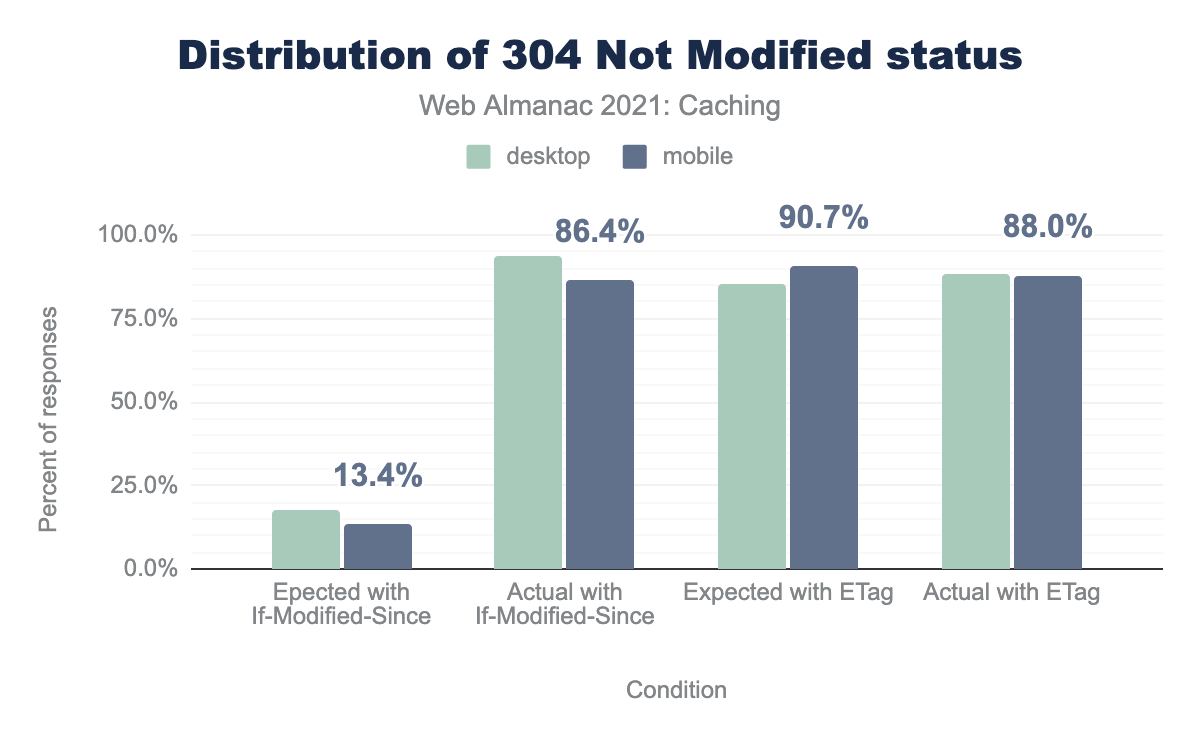 Distribution of 304 Not Modified status
Web Almanac 2021: Caching
desktop
mobile
100.0%
75.0%
50.0%
25.0%
0.0%
Percent of responses
13.4%
86.4%
90.7%
88.0%
Epected with
If-Modified-Since
Actual with
If-Modified-Since
Expected with ETag
Actual with ETag
Condition